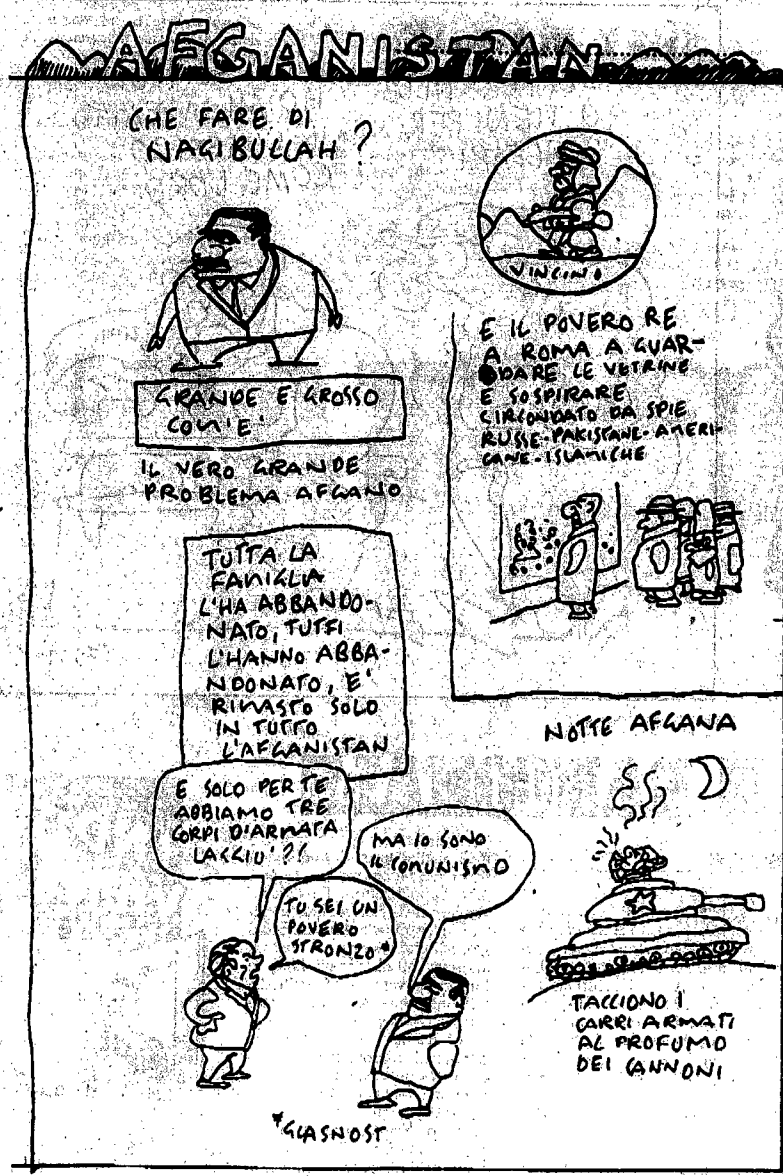 AFGANISTAN
CHE FARE DI
NAGIBULLAH?
GRANDE E GROSSO
COM'E'
IL VERO GRANDE
PROBLEMA AFGANO
TUTTA LA
FAMIGLIA
L'HA ABBANDO-
NATO, TUTTI
L'HANNO ABBA-
NDONATO, E'
RIMASTO SOLO
IN TUTTO
L'AFGANISTAN
E SOLO PER TE
ABBIAMO TRE
CORPI D'ARMATA
LAGGIU'?!
TU SEI UN
POVERO
STRONZO*
MA IO SONO
IL COMUNISMO
*GLASNOST
VINCINO
E IL POVERO RE
A ROMA A GUAR-
DARE LE VETRINE
E SOSPIRARE
CIRCONDATO DA SPIE
RUSSE-PAKISTANE-AMERI-
CANE-ISLAMICHE
NOTTE AFGANA
TACCIONO I
CARRI ARMATI
AL PROFUMO
DEI CANNONI